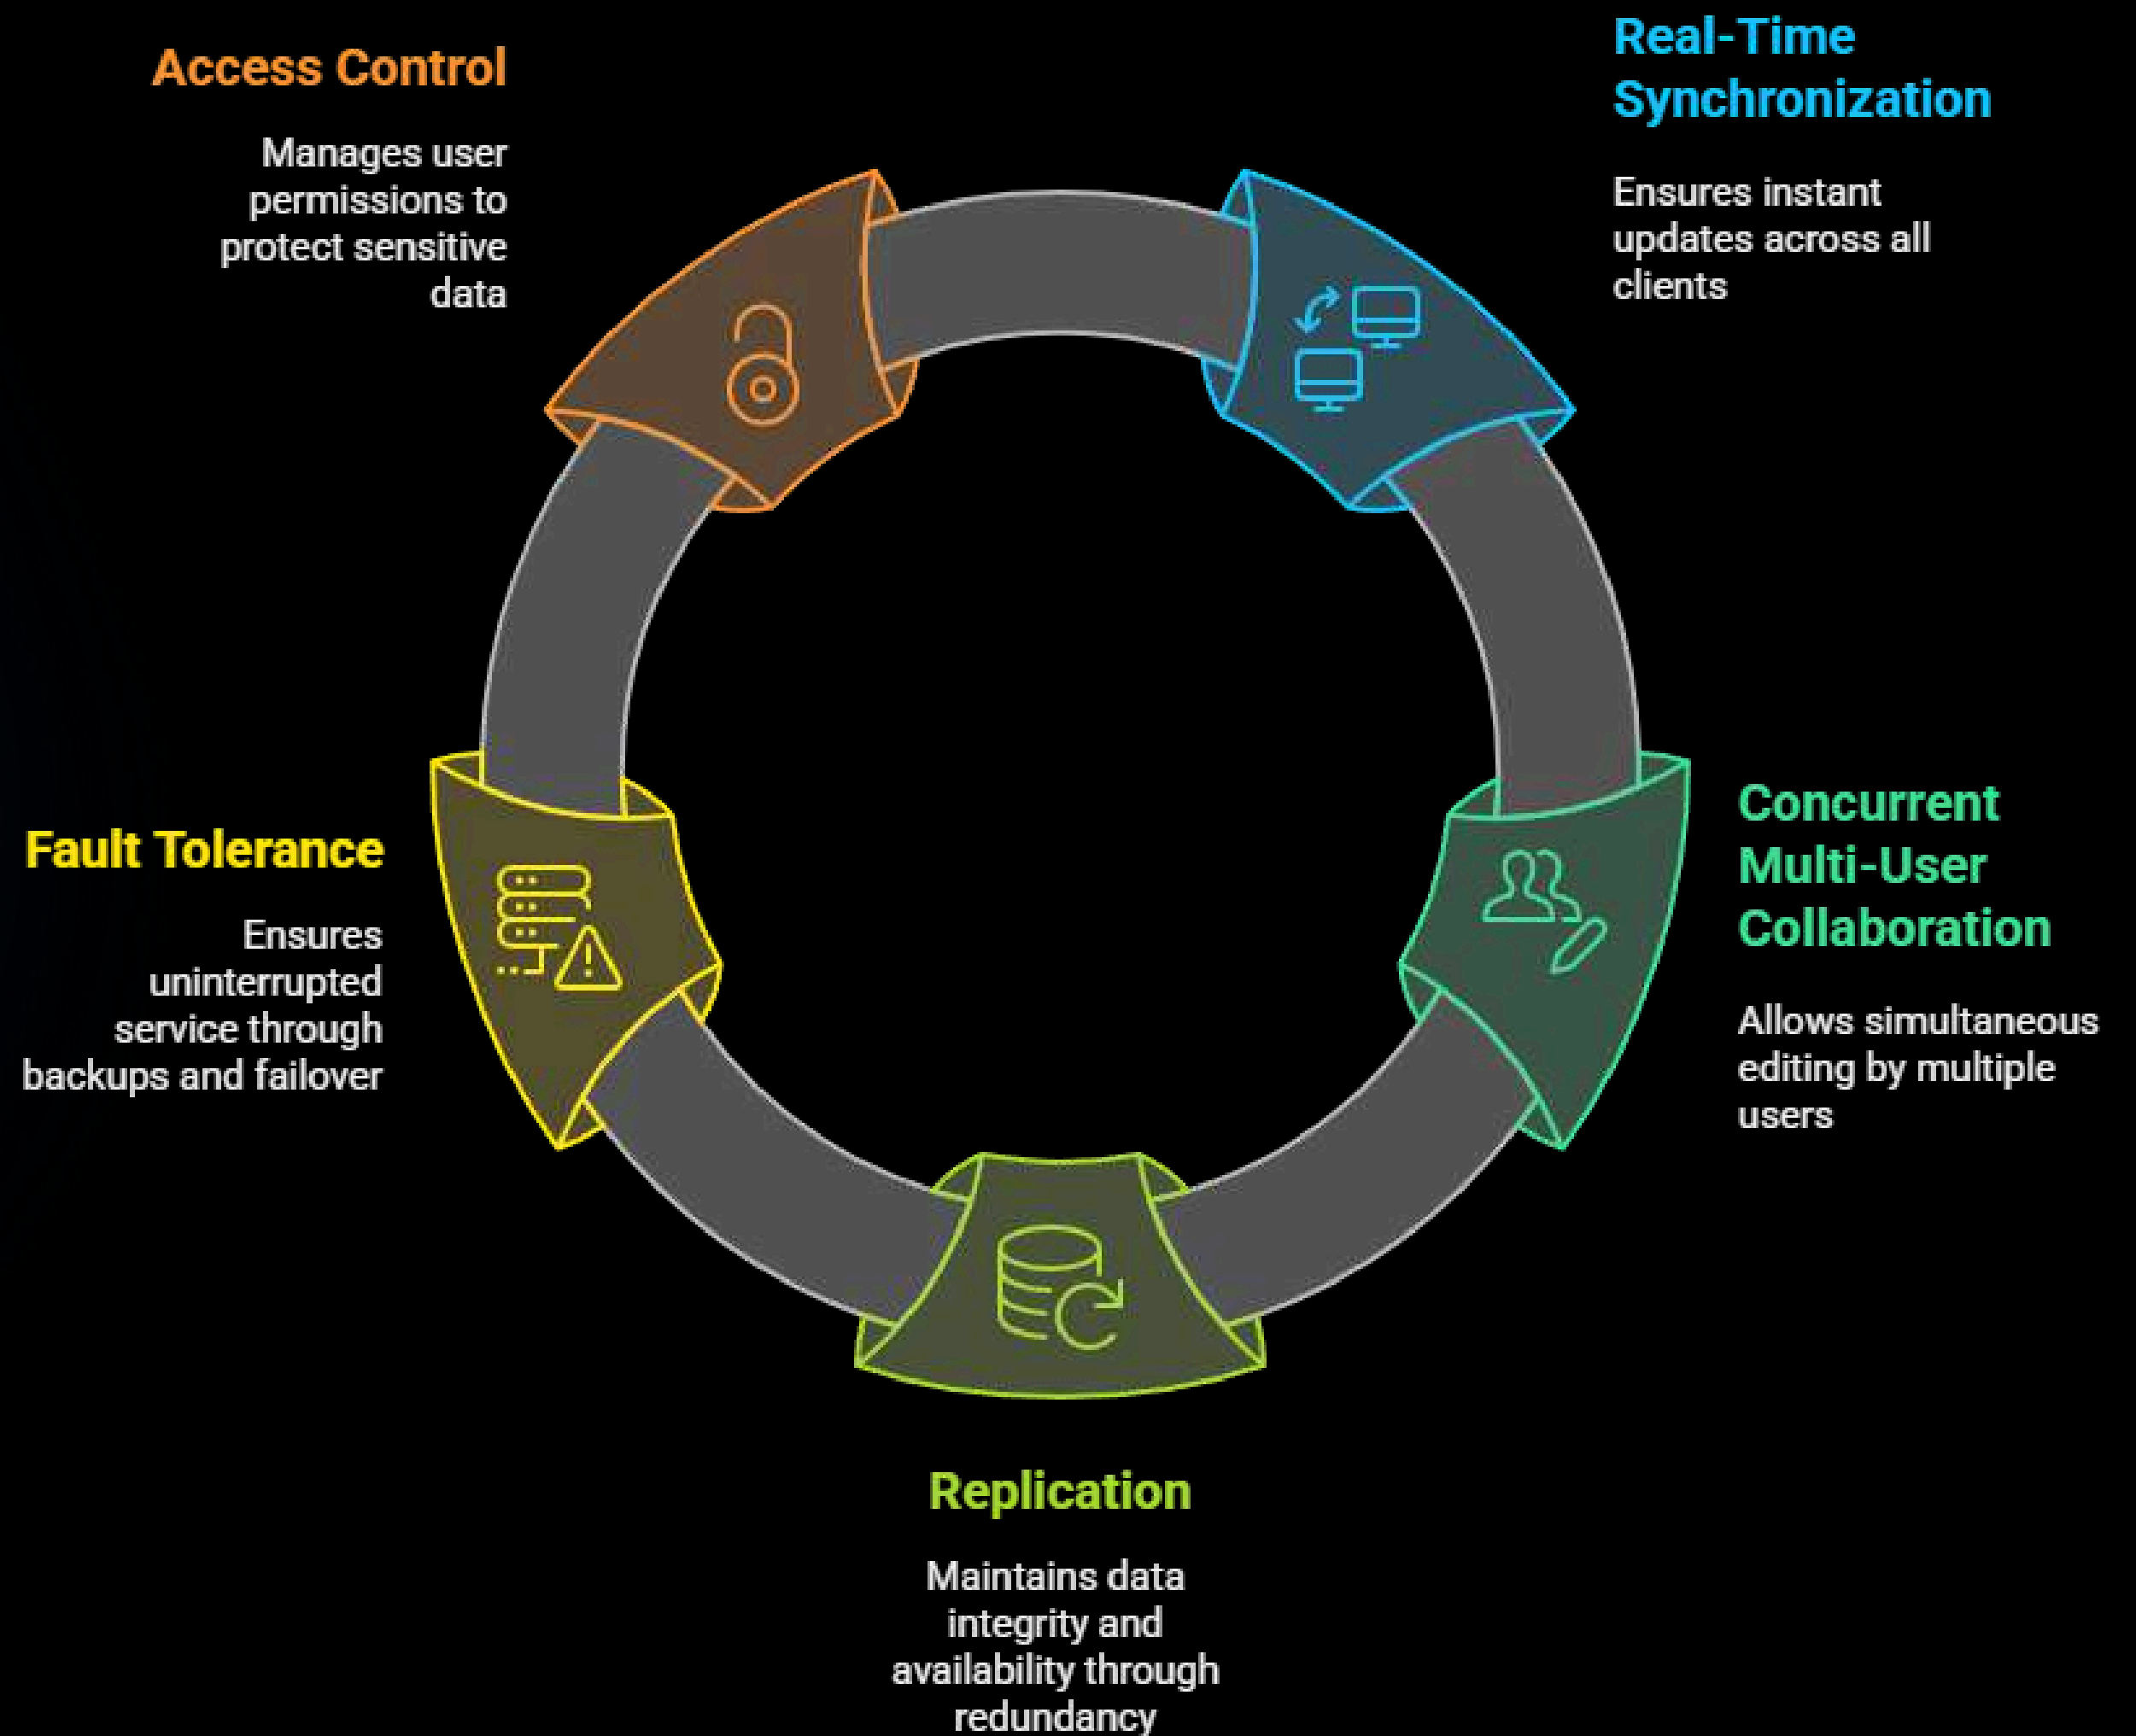 Access Control
Manages user
permissions to
protect sensitive
data
Real-Time
Synchronization
Ensures instant
updates across all
clients
Fault Tolerance
Ensures
uninterrupted
service through
backups and failover
Concurrent
Multi-User
Collaboration
Allows simultaneous
editing by multiple
users
Replication
Maintains data
integrity and
availability through
redundancy